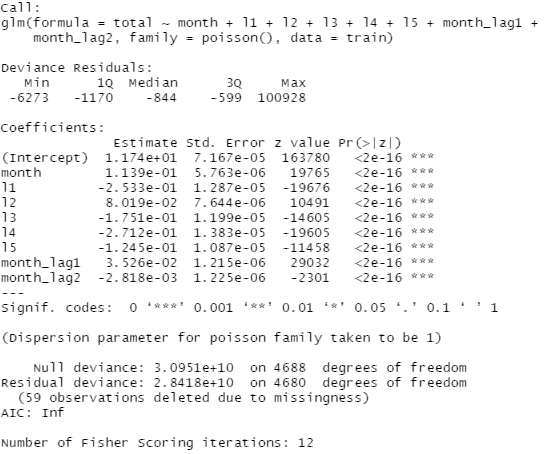 Call:
glm(formula = total ~ month + l1 + l2 + l3 + l4 + l5 + month_lag1 +
    month_lag2, family = poisson(), data = train)

Deviance Residuals:
   Min      1Q  Median      3Q     Max
 -6273   -1170    -844    -599  100928

Coefficients:
              Estimate Std. Error z value Pr(>|z|)
(Intercept)  1.174e+01  7.167e-05  163780   <2e-16 ***
month        1.139e-01  5.763e-06   19765   <2e-16 ***
l1          -2.533e-01  1.287e-05  -19676   <2e-16 ***
l2           8.019e-02  7.644e-06   10491   <2e-16 ***
l3          -1.751e-01  1.199e-05  -14605   <2e-16 ***
l4          -2.712e-01  1.383e-05  -19605   <2e-16 ***
l5          -1.245e-01  1.087e-05  -11458   <2e-16 ***
month_lag1   3.526e-02  1.215e-06   29032   <2e-16 ***
month_lag2  -2.818e-03  1.225e-06   -2301   <2e-16 ***
---
Signif. codes:  0 ‘***’ 0.001 ‘**’ 0.01 ‘*’ 0.05 ‘.’ 0.1 ‘ ’ 1

(Dispersion parameter for poisson family taken to be 1)

    Null deviance: 3.0951e+10  on 4688  degrees of freedom
Residual deviance: 2.8418e+10  on 4680  degrees of freedom
  (59 observations deleted due to missingness)
AIC: Inf

Number of Fisher Scoring iterations: 12